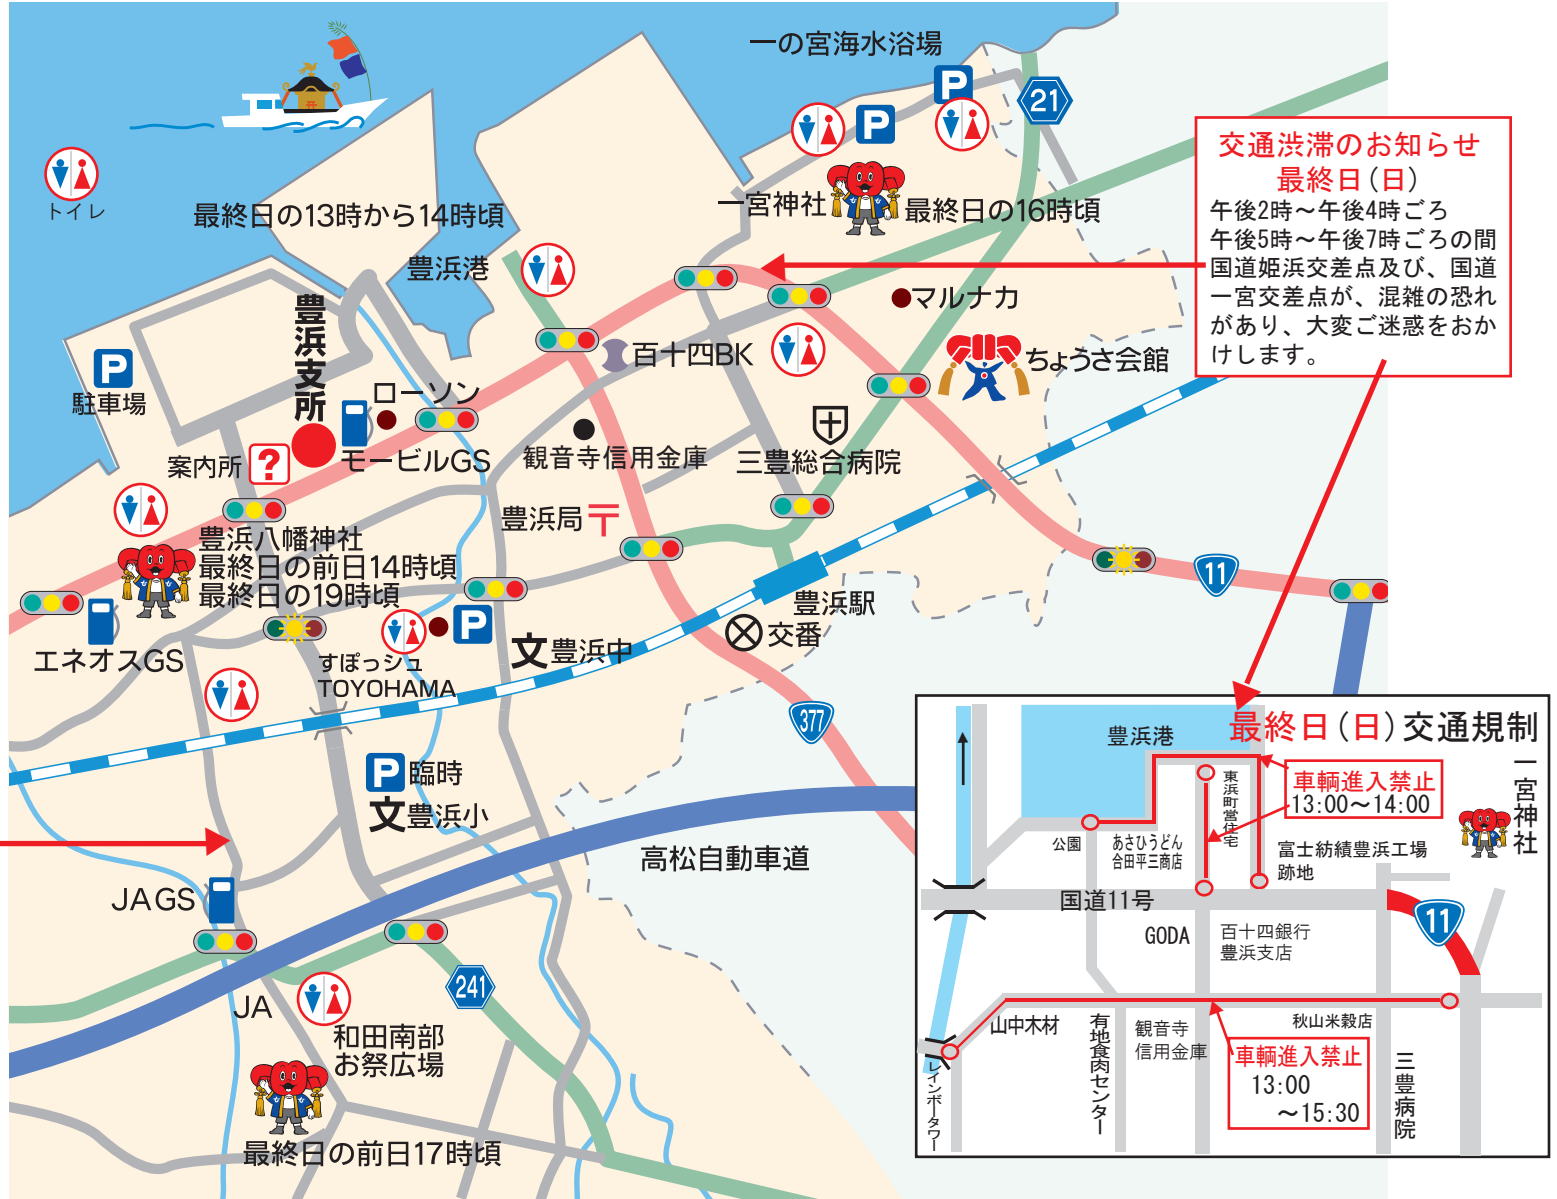 一の宮海水浴場
P
P
21
トイレ
最終日の13時から14時頃
一宮神社
最終日の16時頃
豊浜港
マルナカ
豊浜支所
百十四BK
ちょうさ会館
P
駐車場
ローソン
案内所
?
モービルGS
観音寺信用金庫
三豊総合病院
豊浜局
〒
豊浜八幡神社
最終日の前日14時頃
最終日の19時頃
11
豊浜駅
交番
P
文豊浜中
エネオスGS
すぽっシュ
TOYOHAMA
377
P臨時
文豊浜小
高松自動車道
JA GS
241
JA
和田南部
お祭広場
最終日の前日17時頃
交通渋滞のお知らせ
最終日(日)
午後2時～午後4時ごろ
午後5時～午後7時ごろの間
国道姫浜交差点及び、国道
一宮交差点が、混雑の恐れ
があり、大変ご迷惑をおか
けします。
最終日(日)交通規制
豊浜港
車輌進入禁止
13:00～14:00
東浜町営住宅
一宮神社
公園
あさひうどん
合田平三商店
富士紡績豊浜工場
跡地
国道11号
11
GODA
百十四銀行
豊浜支店
山中木材
有地食肉センター
観音寺
信用金庫
秋山米穀店
車輌進入禁止
13:00
～15:30
三豊病院
レインボータワー